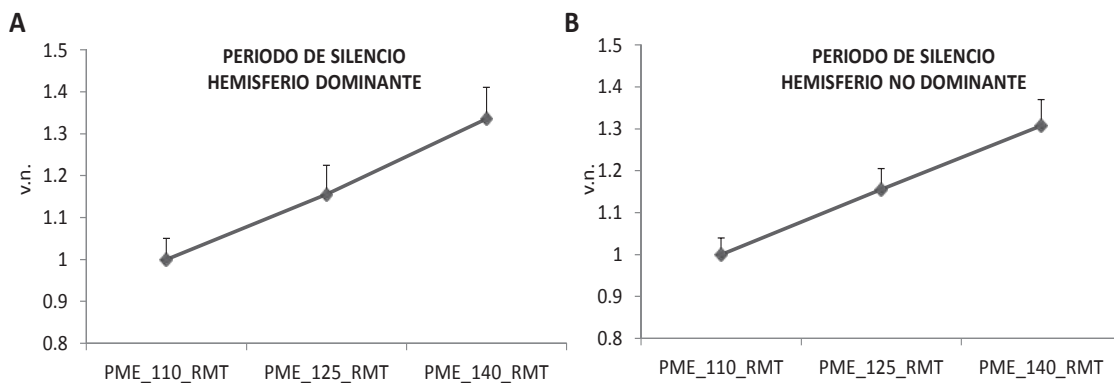 A
PERIODO DE SILENCIO
HEMISFERIO DOMINANTE
1.5
1.4
1.3
1.2
1.1
1
0.9
0.8
v.n.
PME_110_RMT PME_125_RMT PME_140_RMT
B
PERIODO DE SILENCIO
HEMISFERIO NO DOMINANTE
1.5
1.4
1.3
1.2
1.1
1
0.9
0.8
v.n.
PME_110_RMT PME_125_RMT PME_140_RMT